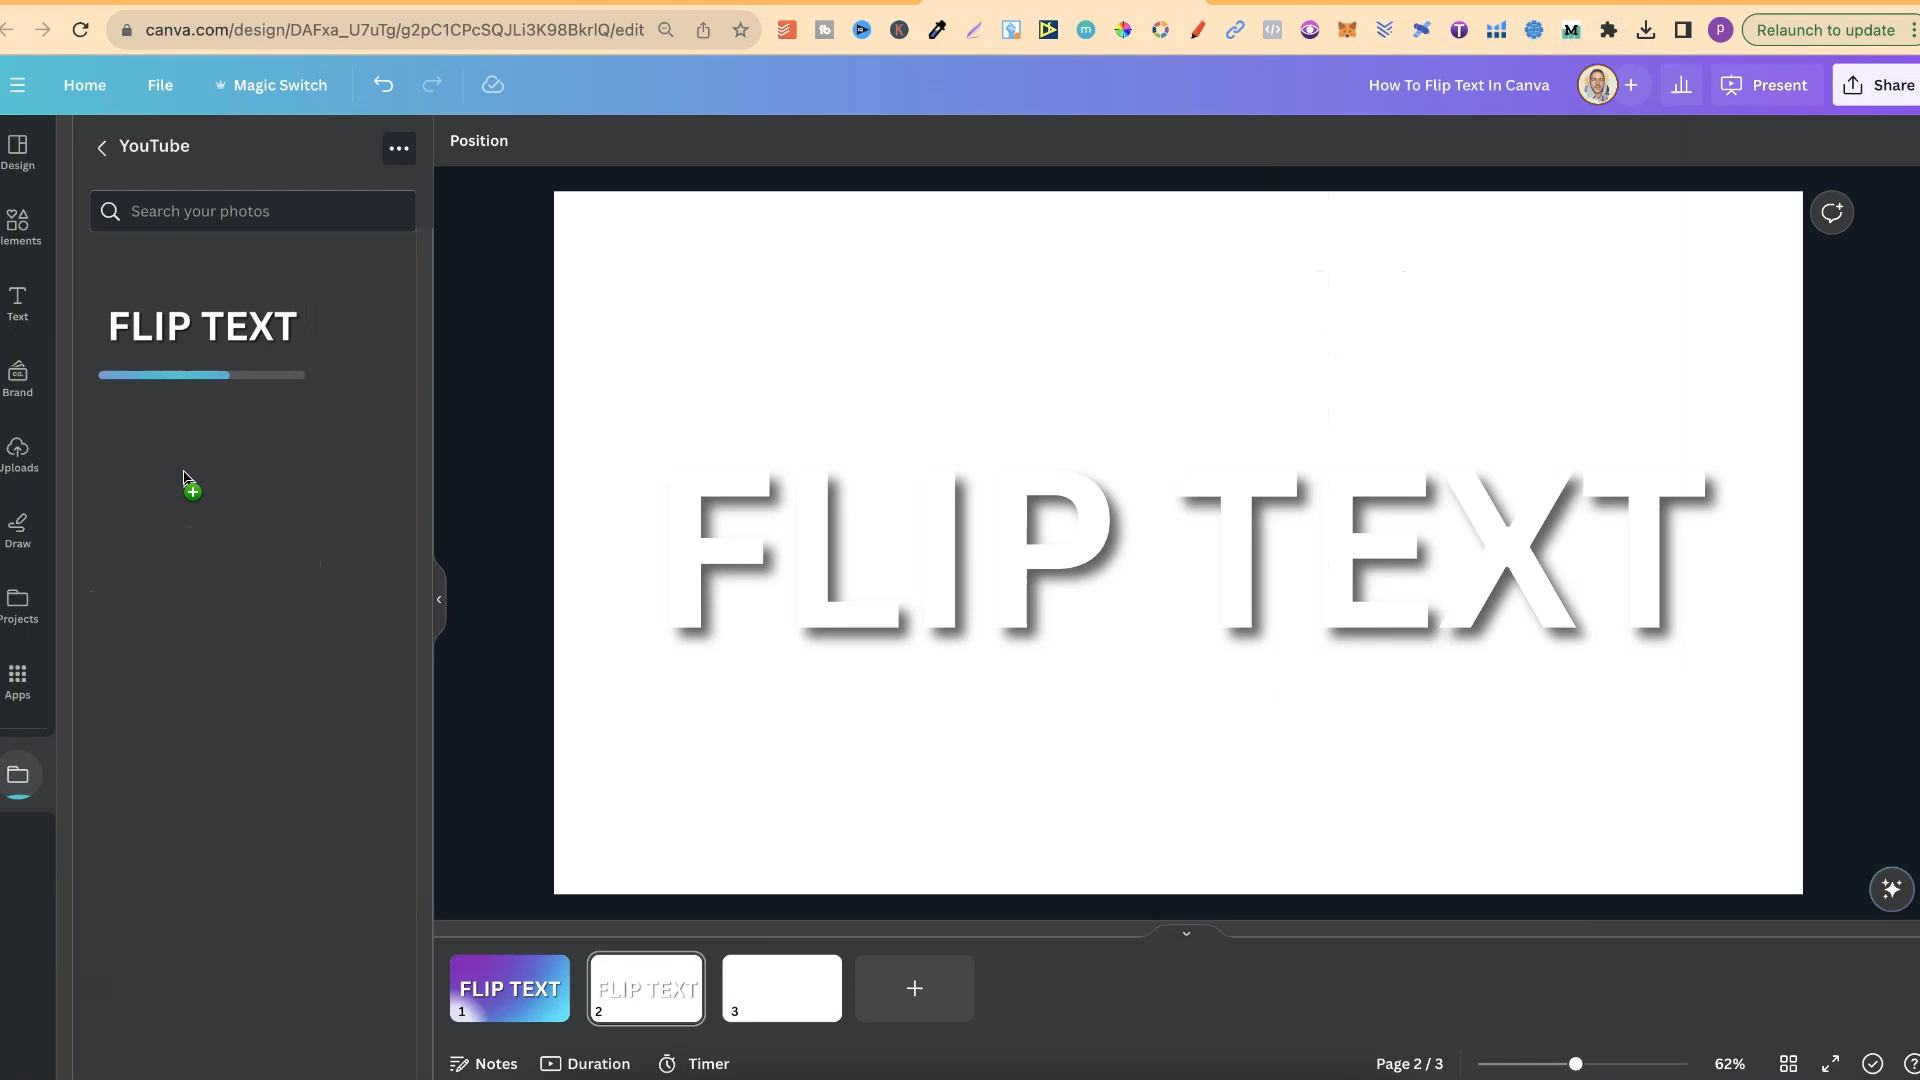 canva.com/design/DAFxa_U7uTg/g2pC1CPcSQJLi3K98BkrlQ/edit
Relaunch to update
Home
File
Magic Switch
How To Flip Text In Canva
Present
Share
Design
lements
Text
Brand
Uploads
Draw
Projects
Apps
YouTube
Search your photos
FLIP TEXT
Position
FLIP TEXT
FLIP TEXT
1
FLIP TEXT
2
3
Notes
Duration
Timer
Page 2 / 3
62%